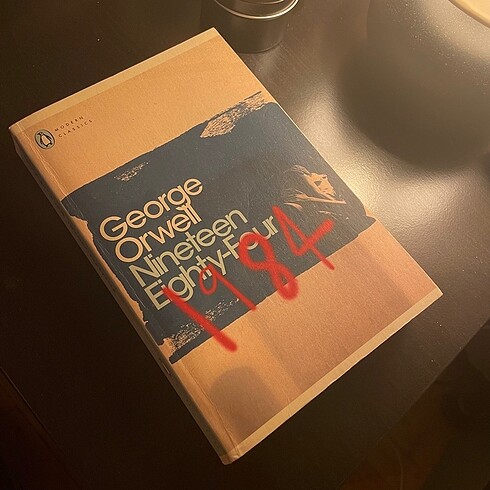 MODERN
CLASSICS
George
Orwell
Nineteen
Eighty-Four
1984